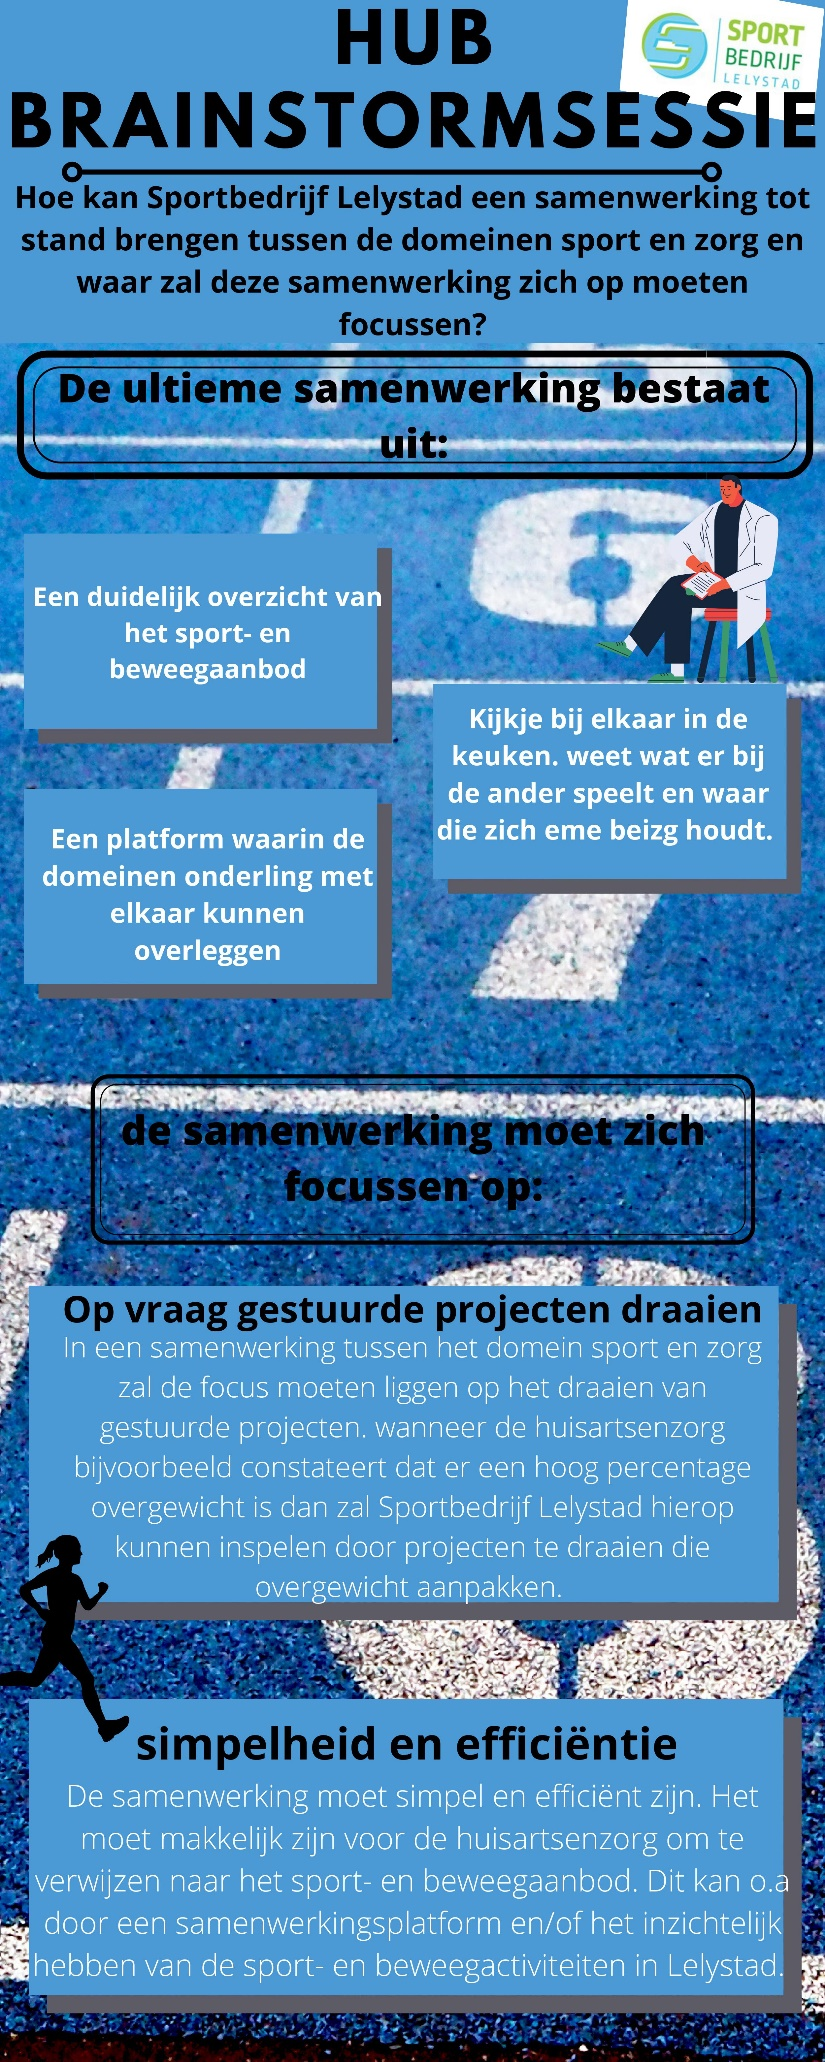 HUB
SPORT
BEDRIJF
LELYSTAD
BRAINSTORMSESSIE
Hoe kan Sportbedrijf Lelystad een samenwerking tot
stand brengen tussen de domeinen sport en zorg en
waar zal deze samenwerking zich op moeten
focussen?
De ultieme samenwerking bestaat
uit:
Een duidelijk overzicht van
het sport- en
beweegaanbod
Kijkje bij elkaar in de
keuken. weet wat er bij
de ander speelt en waar
die zich eme beizg houdt.
Een platform waarin de
domeinen onderling met
elkaar kunnen
overleggen
de samenwerking moet zich
focussen op:
Op vraag gestuurde projecten draaien
In een samenwerking tussen het domein sport en zorg
zal de focus moeten liggen op het draaien van
gestuurde projecten. wanneer de huisartsenzorg
bijvoorbeeld constateert dat er een hoog percentage
overgewicht is dan zal Sportbedrijf Lelystad hierop
kunnen inspelen door projecten te draaien die
overgewicht aanpakken.
simpelheid en efficiëntie
De samenwerking moet simpel en efficiënt zijn. Het
moet makkelijk zijn voor de huisartsenzorg om te
verwijzen naar het sport- en beweegaanbod. Dit kan o.a
door een samenwerkingsplatform en/of het inzichtelijk
hebben van de sport- en beweegactiviteiten in Lelystad.